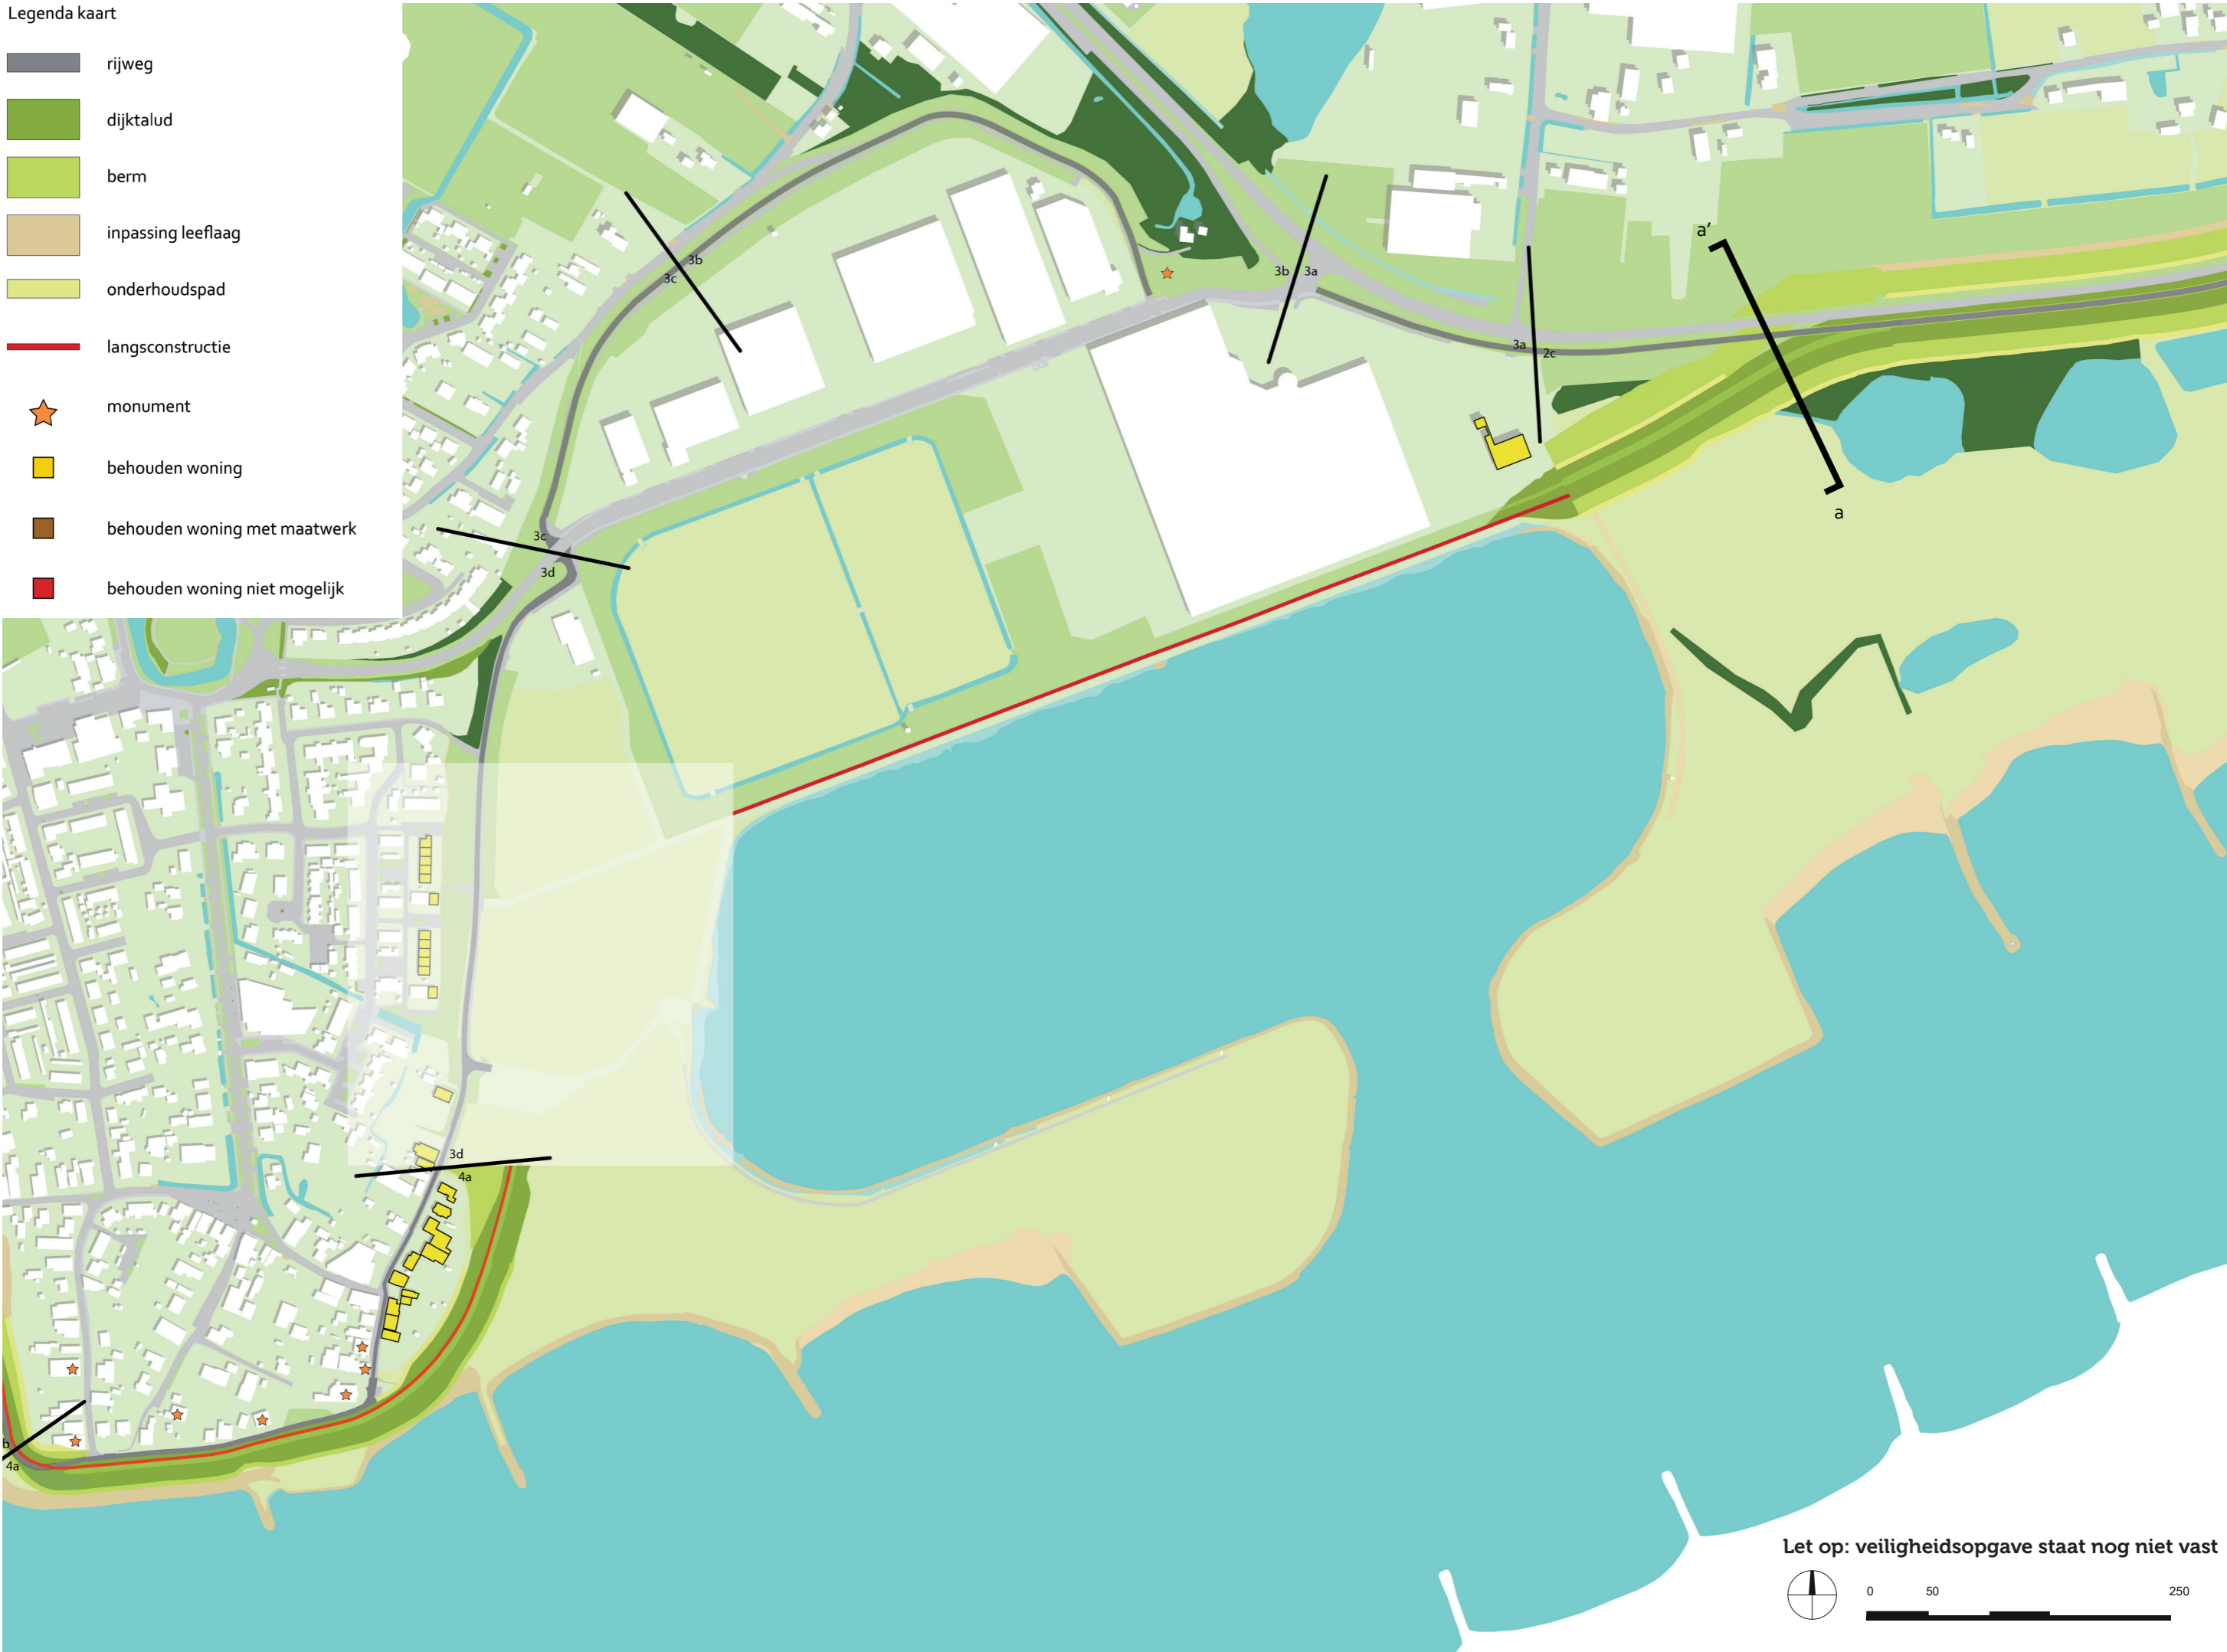 Legenda kaart
rijweg
dijktalud
berm
inpassing leeflaag
onderhoudspad
langsconstructie
monument
behouden woning
behouden woning met maatwerk
behouden woning niet mogelijk
a'
3b
3c
3b 3a
3a
2c
a
3c
3d
3d
4a
b
4a
Let op: veiligheidsopgave staat nog niet vast
0 50 250